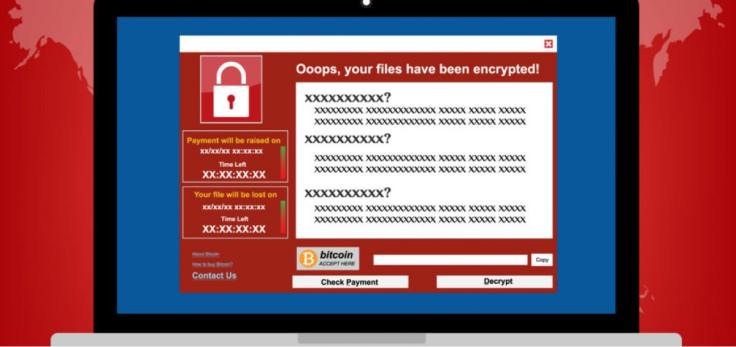 Ooops, your files have been encrypted!
Payment will be raised on
xx/xx/xx xx:xx:xx
Time Left
XX:XX:XX:XX
Your file will be lost on
xx/xx/xx xx:xx:xx
Time Left
XX:XX:XX:XX
About Bitcoin
How to buy Bitcoin?
Contact Us
xxxxxxxxxx?
xxxxxxxxx xxxxxxxxxxxxx xxxxx xxxxx xxxxx
xxxxxxxxx xxxxxxxxxxxxx xxxxx xxxxx xxxxx
xxxxxxxxxx?
xxxxxxxxx xxxxxxxxxxxxx xxxxx xxxxx xxxxx
xxxxxxxxx xxxxxxxxxxxxx xxxxx xxxxx xxxxx
xxxxxxxxxx?
xxxxxxxxx xxxxxxxxxxxxx xxxxx xxxxx xxxxx
xxxxxxxxx xxxxxxxxxxxxx xxxxx xxxxx xxxxx
bitcoin
ACCEPT HERE
Copy
Check Payment
Decrypt